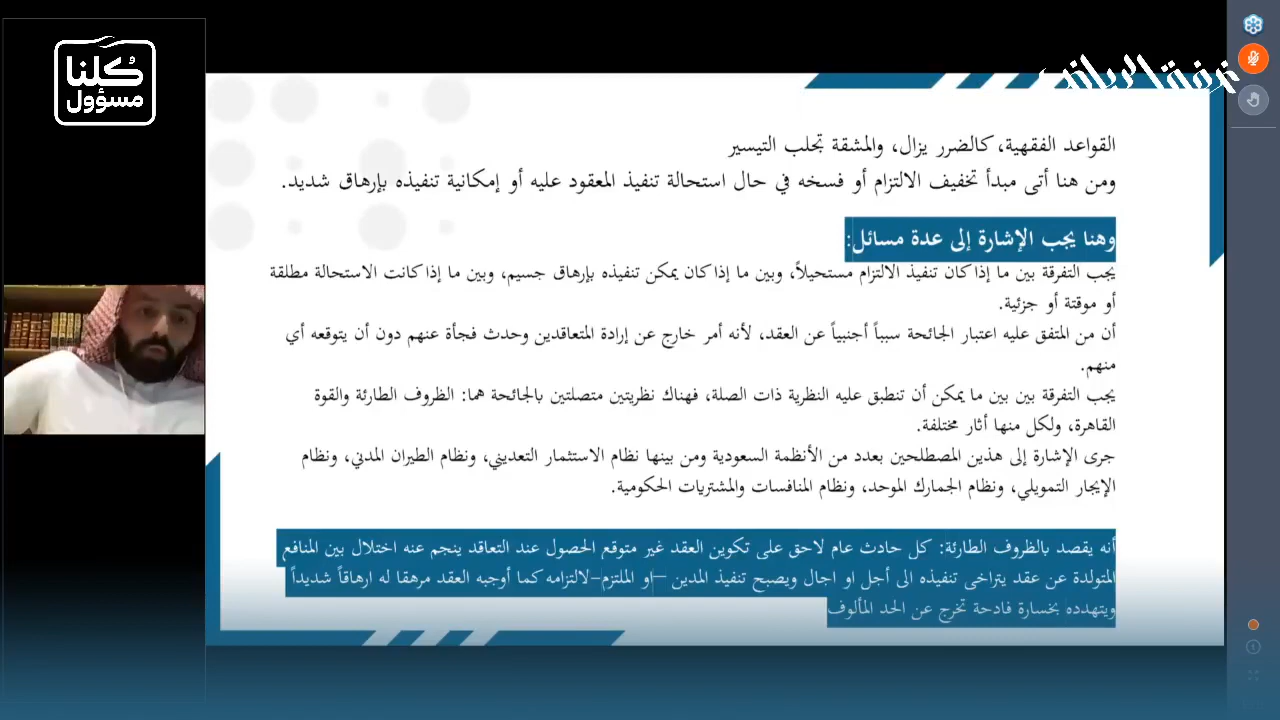 كلنا
مسؤول
غرفة الرياض
القواعد الفقهية، كالضرر يزال، والمشقة تجلب التيسير
ومن هنا أتى مبدأ تخفيف الالتزام أو فسخه في حال استحالة تنفيذ المعقود عليه أو إمكانية تنفيذه بإرهاق شديد.
وهنا يجب الإشارة إلى عدة مسائل:
يجب التفرقة بين ما إذا كان تنفيذ الالتزام مستحيلاً، وبين ما إذا كان يمكن تنفيذه بإرهاق جسيم، وبين ما إذا كانت الاستحالة مطلقة
أو موقتة أو جزئية.
أن من المتفق عليه اعتبار الجائحة سبباً أجنبياً عن العقد، لأنه أمر خارج عن إرادة المتعاقدين وحدث فجأة عنهم دون أن يتوقعه أي
منهم.
يجب التفرقة بين بين ما يمكن أن تنطبق عليه النظرية ذات الصلة، فهناك نظريتين متصلتين بالجائحة هما: الظروف الطارئة والقوة
القاهرة، ولكل منها أثار مختلفة.
جرى الإشارة إلى هذين المصطلحين بعدد من الأنظمة السعودية ومن بينها نظام الاستثمار التعديني، ونظام الطيران المدني، ونظام
الإيجار التمويلي، ونظام الجمارك الموحد، ونظام المنافسات والمشتريات الحكومية.
أنه يقصد بالظروف الطارئة: كل حادث عام لاحق على تكوين العقد غير متوقع الحصول عند التعاقد ينجم عنه اختلال بين المنافع
المتولدة عن عقد يتراخى تنفيذه الى أجل او اجال ويصبح تنفيذ المدين –او الملتزم–لالتزامه كما أوجبه العقد مرهقا له ارهاقاً شديداً
ويتهدده بخسارة فادحة تخرج عن الحد المألوف